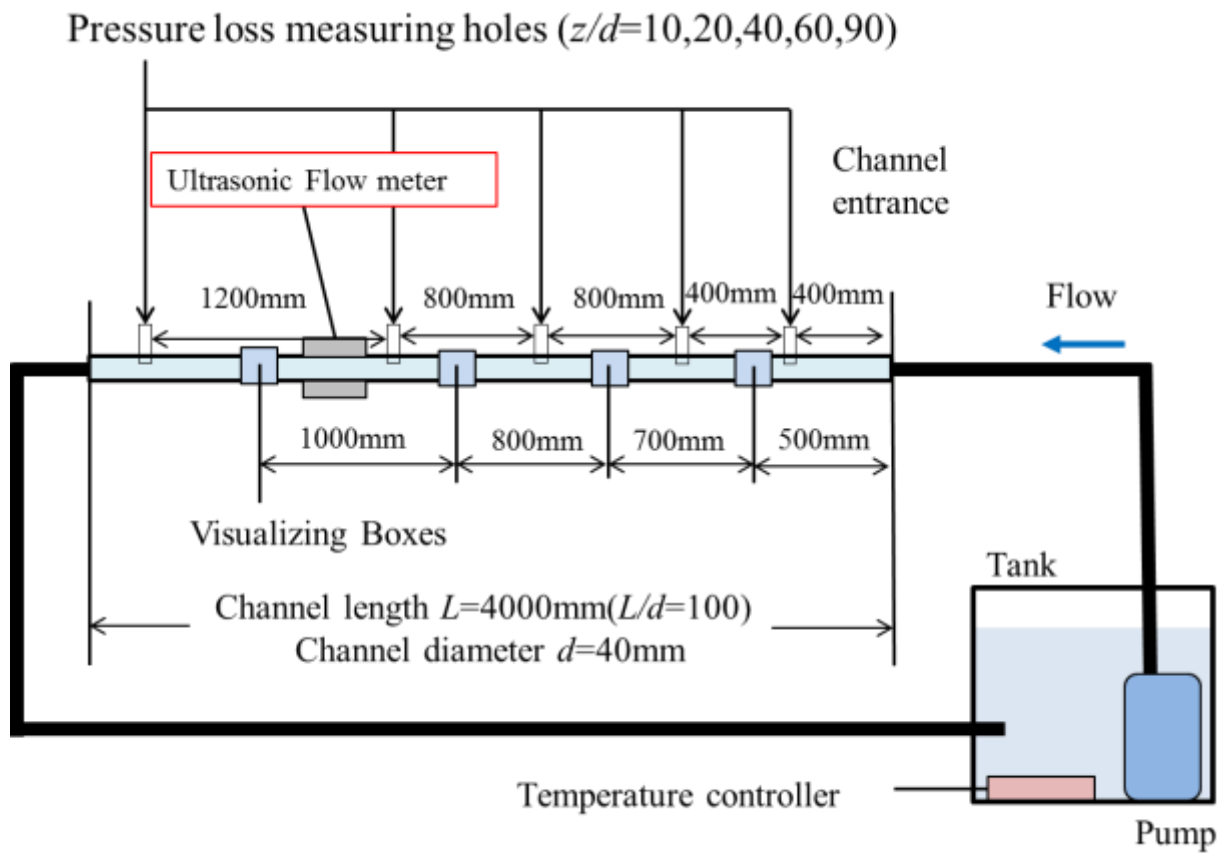 Pressure loss measuring holes (z/d=10,20,40,60,90)
Ultrasonic Flow meter
Channel
entrance
1200mm
800mm
800mm
400mm
400mm
Flow
1000mm
800mm
700mm
500mm
Visualizing Boxes
Tank
Channel length L=4000mm(L/d=100)
Channel diameter d=40mm
Temperature controller
Pump